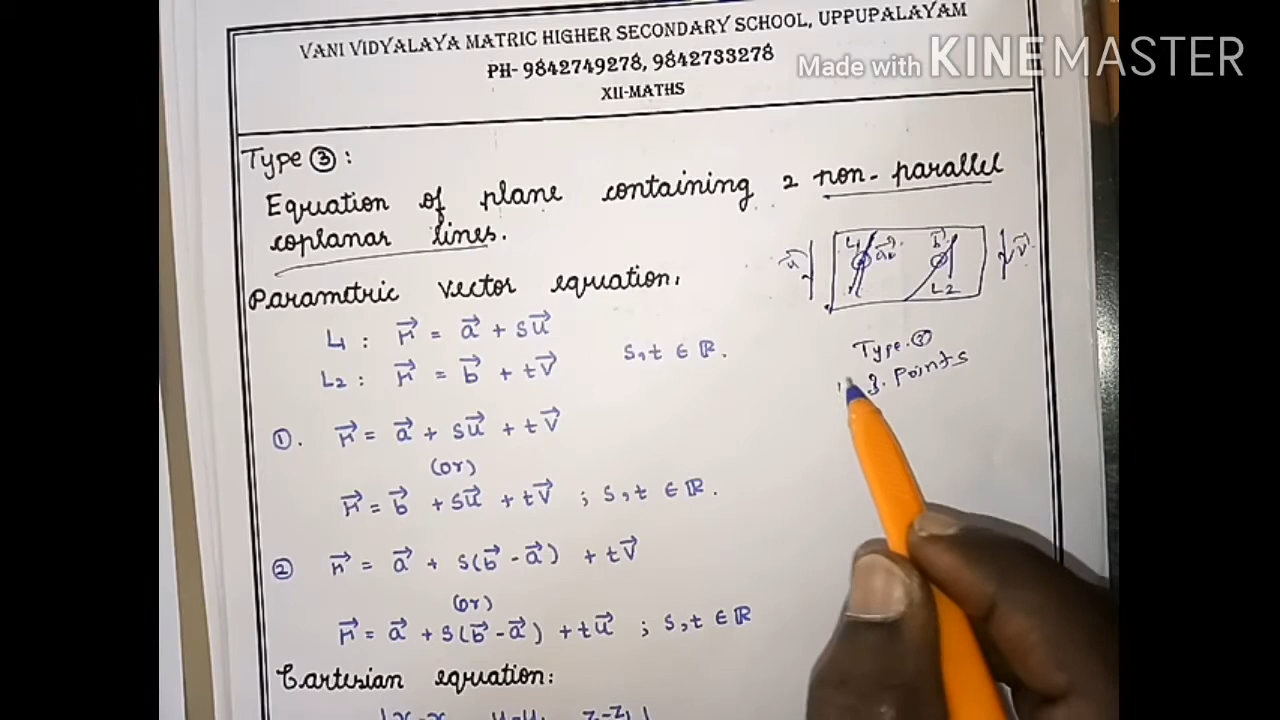 VANI VIDYALAYA MATRIC HIGHER SECONDARY SCHOOL, UPPUPALAYAM
PH- 9842749278, 9842733278
XII-MATHS
Made with KINEMASTER
Type ③ :
Equation of plane containing 2 non-parallel
coplanar lines.
Parametric vector equation.
L₁ : r⃗ = a⃗ + su⃗
L₂ : r⃗ = b⃗ + tv⃗
s, t ∈ ℝ.
①. r⃗ = a⃗ + su⃗ + tv⃗
(or)
r⃗ = b⃗ + su⃗ + tv⃗ ; s, t ∈ ℝ.
② r⃗ = a⃗ + s(b⃗ - a⃗) + tv⃗
(or)
r⃗ = a⃗ + s(b⃗ - a⃗) + tu⃗ ; s, t ∈ ℝ
Cartesian equation:
u⃗
L₁
a⃗
b⃗
L₂
v⃗
3. Points